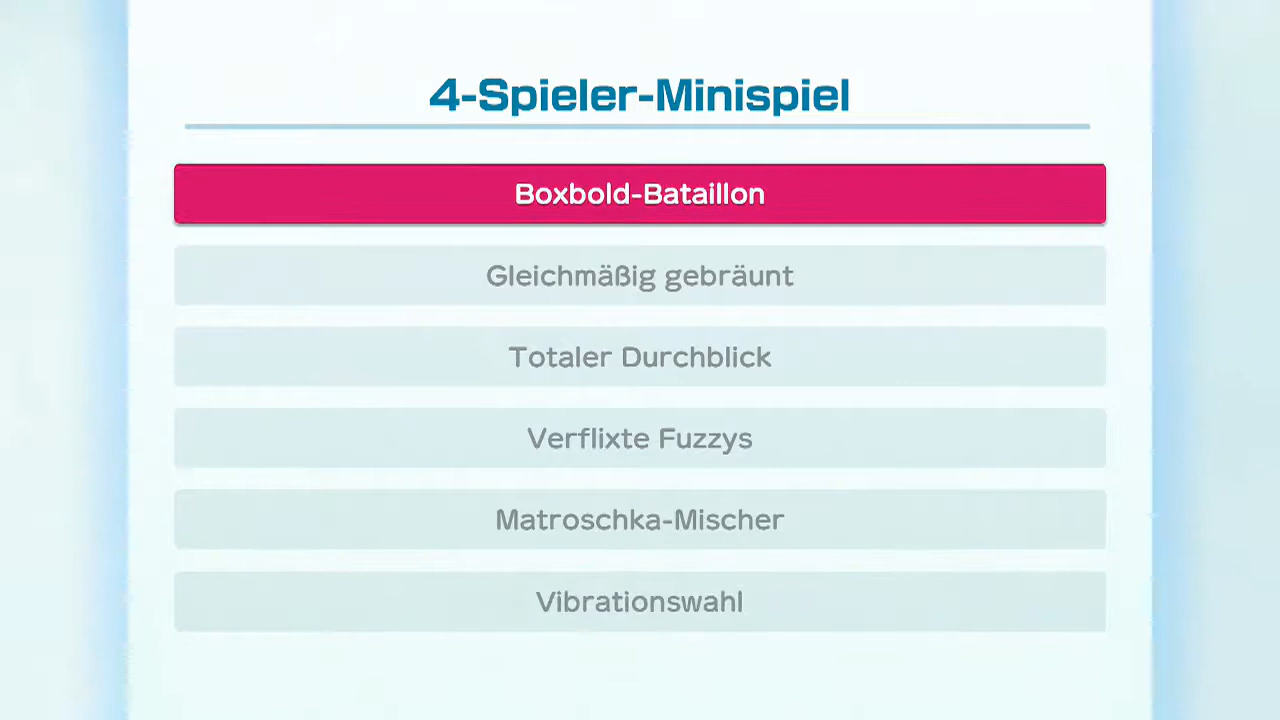 4-Spieler-Minispiel
Boxbold-Bataillon
Gleichmäßig gebräunt
Totaler Durchblick
Verflixte Fuzzys
Matroschka-Mischer
Vibrationswahl